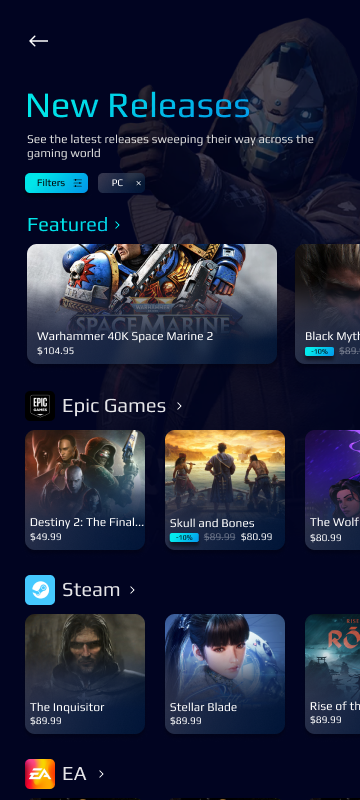 New Releases
See the latest releases sweeping their way across the
gaming world
Filters
PC ×
Featured >
WARHAMMER
SPACE MARINE
Warhammer 40K Space Marine 2
$104.95
Black Myth
-10% $89.
EPIC
GAMES
Epic Games >
Destiny 2: The Final...
$49.99
Skull and Bones
-10% $89.99 $80.99
The Wolf
$80.99
Steam >
The Inquisitor
$89.99
Stellar Blade
$89.99
RISE
RŌ
Rise of th
$89.99
EA
EA >